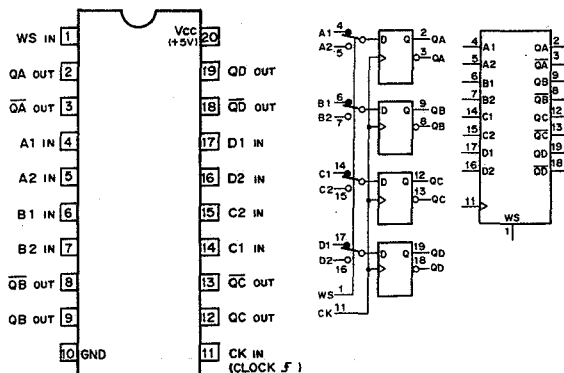 WS IN 1
VCC (+5V) 20
QA OUT 2
19 QD OUT
QA OUT 3
18 QD OUT
A1 IN 4
17 D1 IN
A2 IN 5
16 D2 IN
B1 IN 6
15 C2 IN
B2 IN 7
14 C1 IN
QB OUT 8
13 QC OUT
QB OUT 9
12 QC OUT
10 GND
11 CK IN
(CLOCK ⨍)
A1 4
A2 5
D Q 2 QA
3 QA
B1 6
B2 7
D Q 9 QB
8 QB
C1 14
C2 15
D Q 12 QC
13 QC
D1 17
D2 16
D Q 19 QD
18 QD
WS 1
CK 11
4 A1 QA 2
5 A2 QA 3
6 B1 QB 9
7 B2 QB 8
14 C1 QC 12
15 C2 QC 13
17 D1 QD 19
16 D2 QD 18
11
WS
1